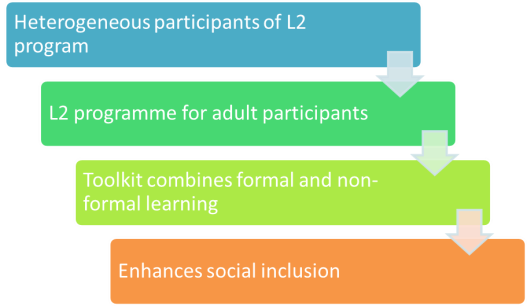 Heterogeneous participants of L2
program
L2 programme for adult participants
Toolkit combines formal and non-
formal learning
Enhances social inclusion